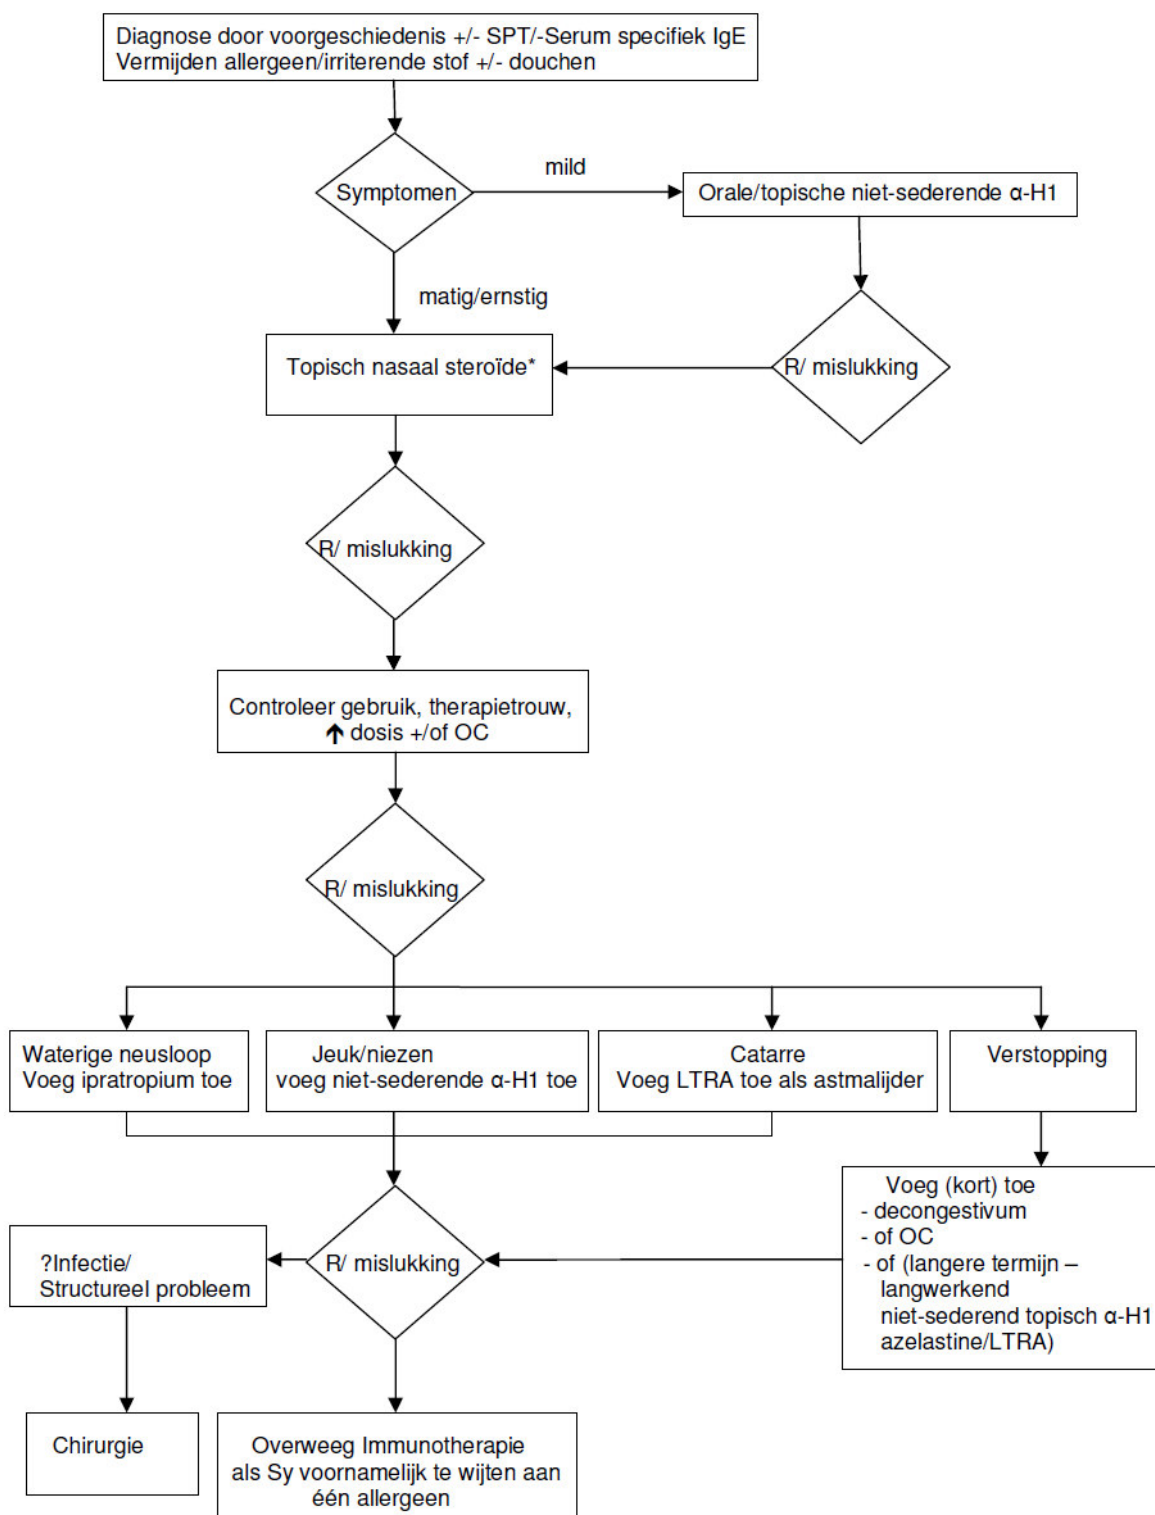 Diagnose door voorgeschiedenis +/- SPT/-Serum specifiek IgE
Vermijden allergeen/irriterende stof +/- douchen
Symptomen
mild
Orale/topische niet-sederende α-H1
matig/ernstig
Topisch nasaal steroïde*
R/ mislukking
R/ mislukking
Controleer gebruik, therapietrouw,
↑ dosis +/of OC
R/ mislukking
Waterige neusloop
Voeg ipratropium toe
Jeuk/niezen
voeg niet-sederende α-H1 toe
Catarre
Voeg LTRA toe als astmalijder
Verstopping
Voeg (kort) toe
- decongestivum
- of OC
- of (langere termijn –
langwerkend
niet-sederend topisch α-H1
azelastine/LTRA)
R/ mislukking
?Infectie/
Structureel probleem
Chirurgie
Overweeg Immunotherapie
als Sy voornamelijk te wijten aan
één allergeen